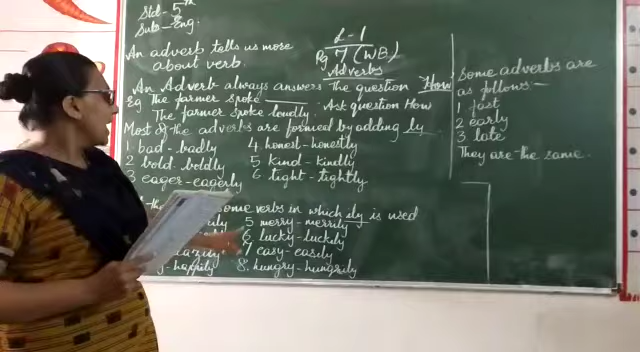 Std - 5th
Sub - Eng.
L - 1
Pg 7 (WB)
Adverbs
An adverb tells us more
about verb.
An Adverb always answers the question How
Eg The farmer spoke ______. Ask question How
The farmer spoke loudly.
Most of the adverbs are formed by adding ly
1 bad - badly
2 bold - boldly
3 eager - eagerly
4. honest - honestly
5 kind - kindly
6 tight - tightly
some verbs in which ily is used
happily
5 merry - merrily
6. lucky - luckily
7 easy - easily
8. hungry - hungrily
Some adverbs are
as follows -
1 fast
2 early
3 late
They are the same.